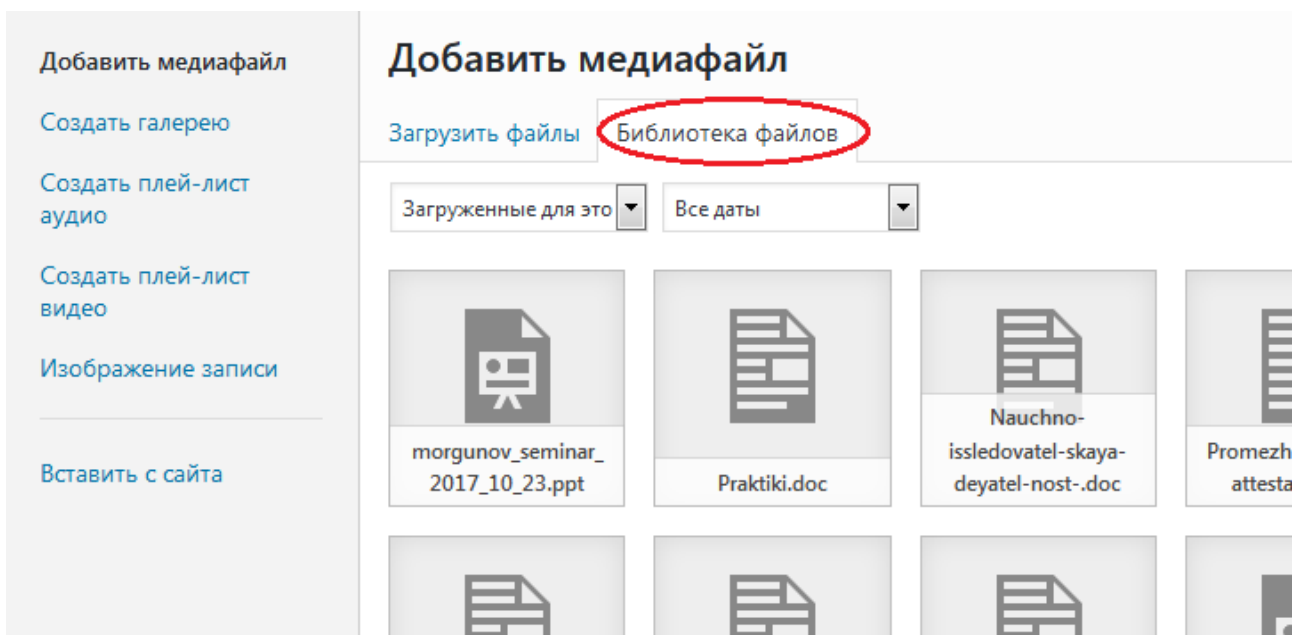 Добавить медиафайл
Создать галерею
Создать плей-лист
аудио
Создать плей-лист
видео
Изображение записи
Вставить с сайта
Добавить медиафайл
Загрузить файлы Библиотека файлов
Загруженные для это Все даты
morgunov_seminar_
2017_10_23.ppt
Praktiki.doc
Nauchno-
issledovatel-skaya-
deyatel-nost-.doc
Promezh
attesta